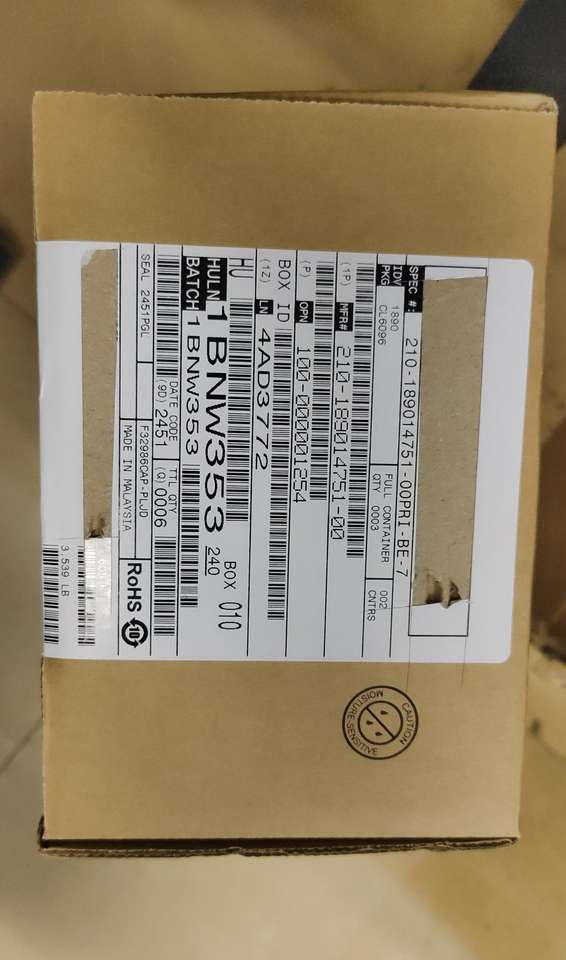 SPEC #: 210-189014751-00PRI-BE-7
IDV 1890
PKG CL6096
FULL CONTAINER
QTY 0003
002
CNTRS
(1P) MFR# 210-189014751-00
(P) OPN 100-000001254
BOX ID
(1Z) LN 4AD3772
HU
BOX 010
HULN 1BNW353 240
BATCH 1BNW353
DATE CODE
(9D) 2451
TTL QTY
(Q) 0006
SEAL 2451PGL
F32986CAP-PLJD
MADE IN MALAYSIA
RoHS
10
3.539 LB
CAUTION
MOISTURE-SENSITIVE